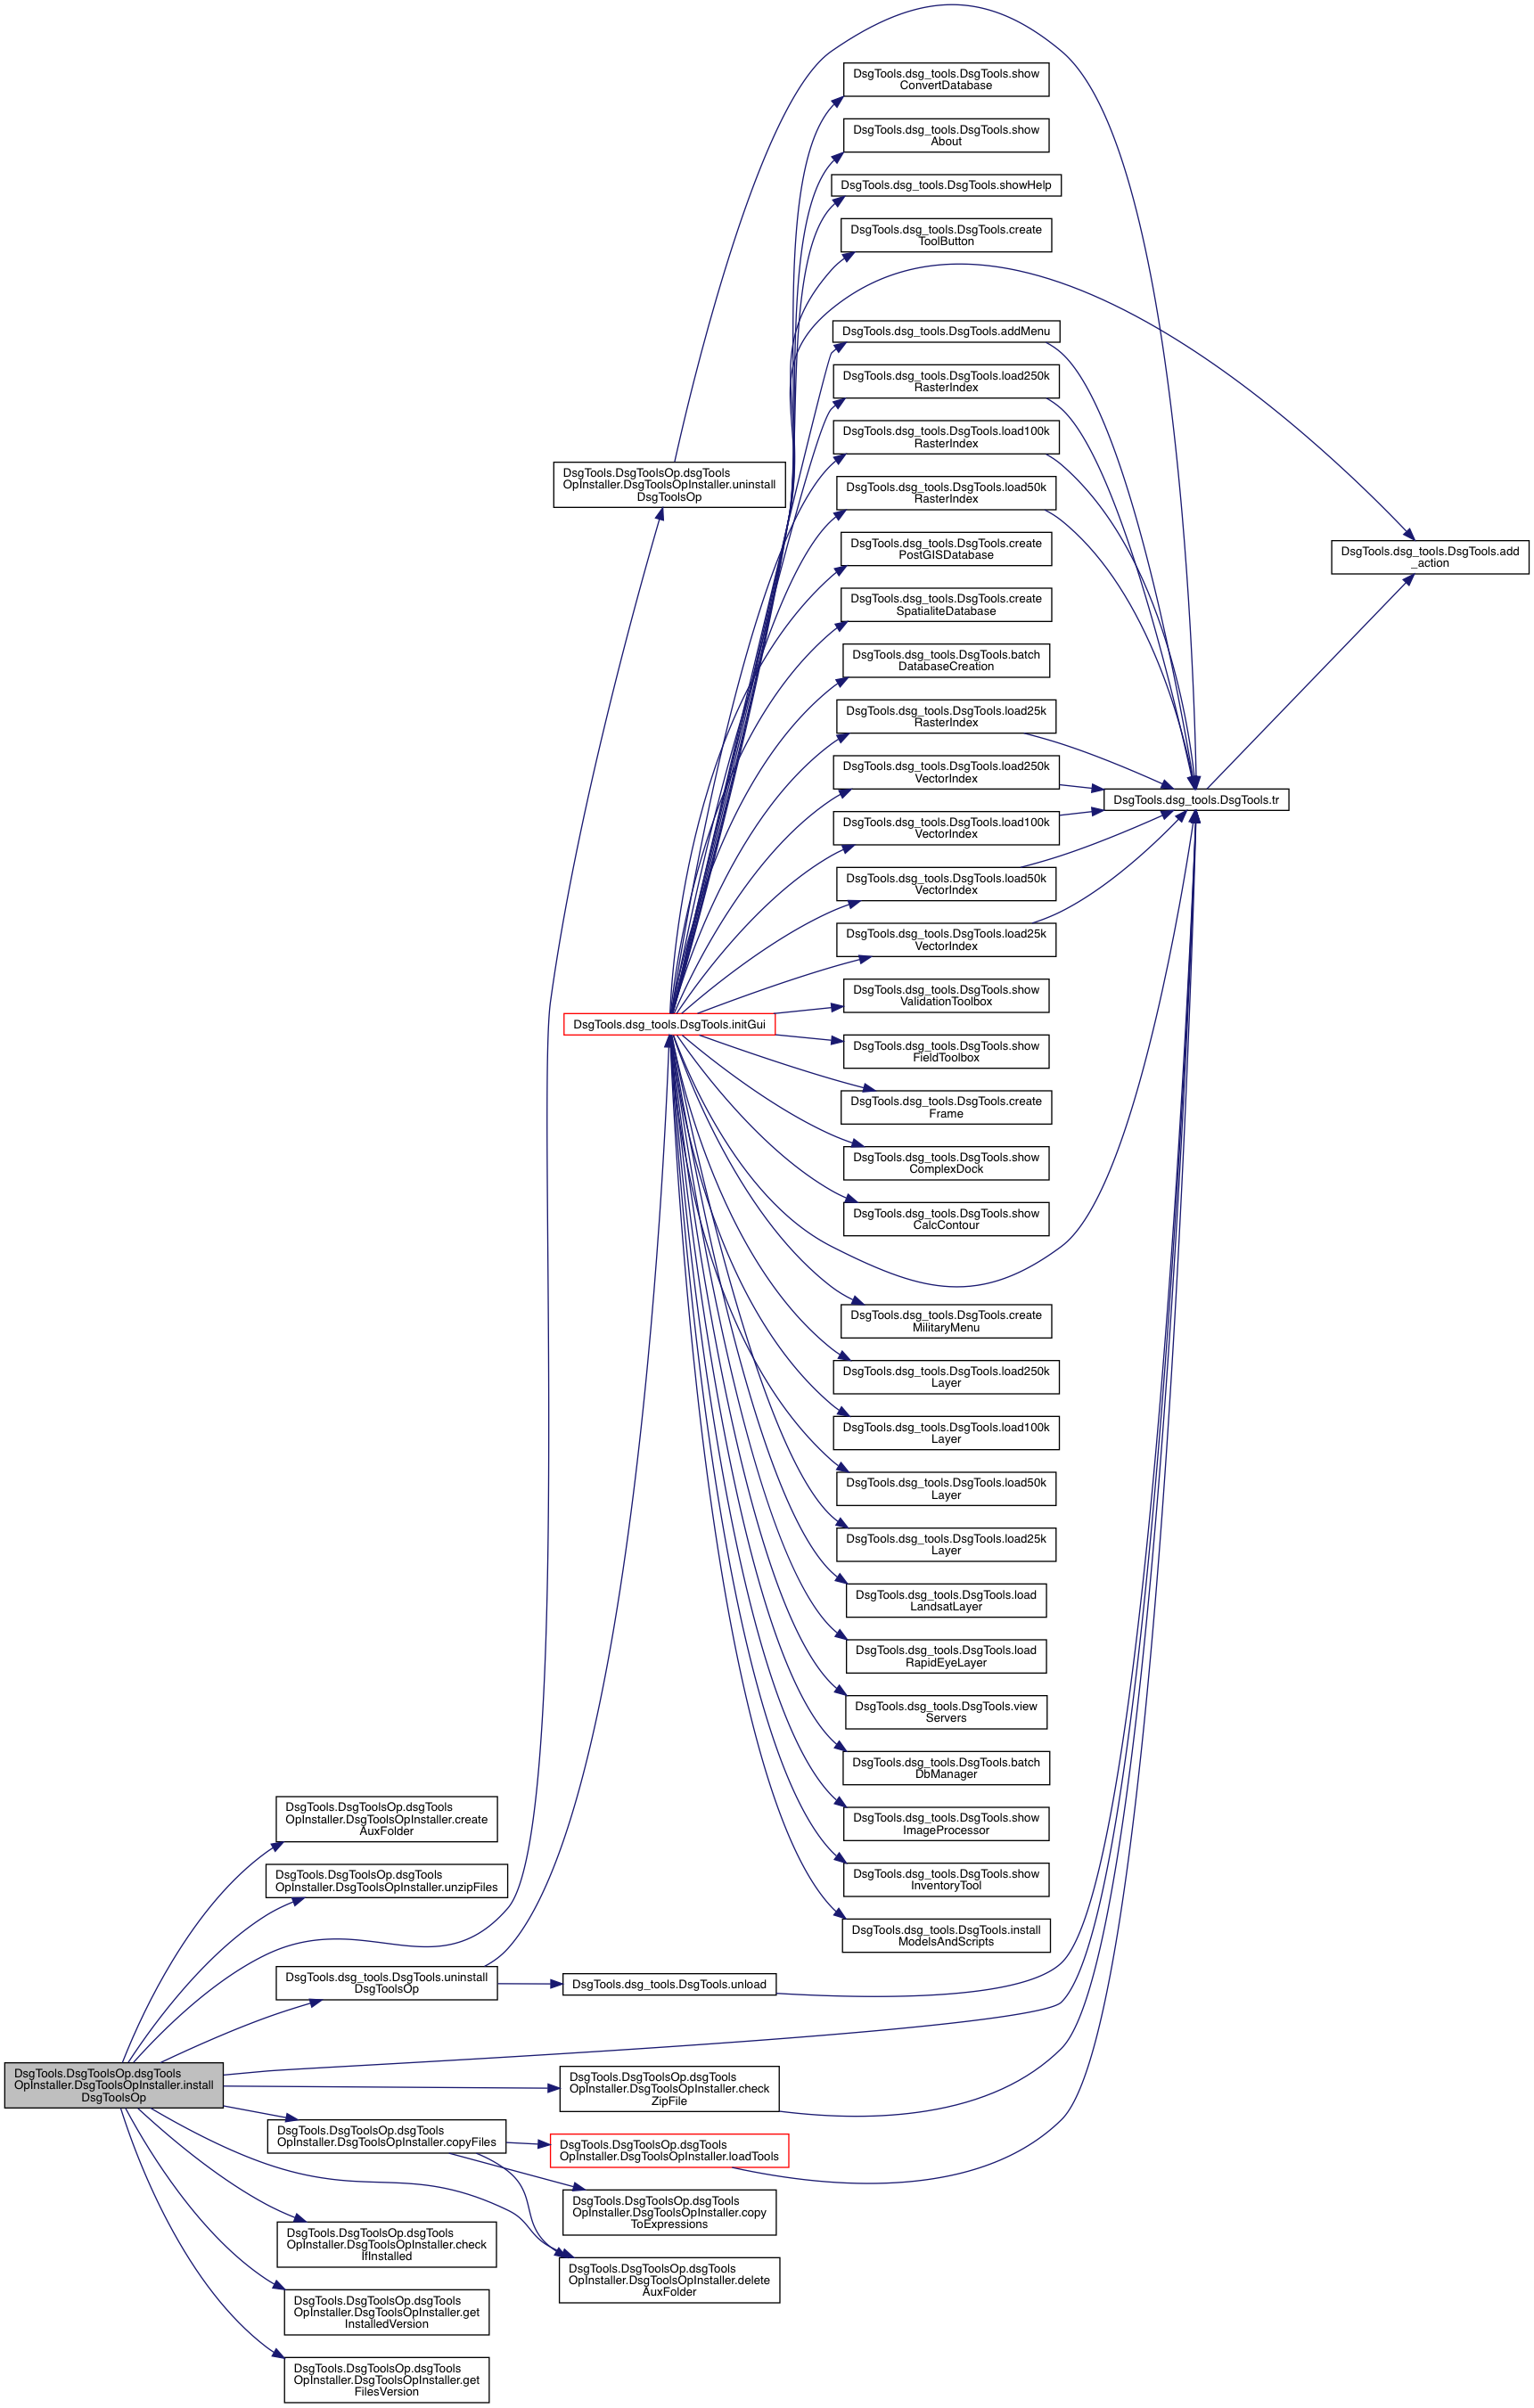 DsgTools.dsg_tools.DsgTools.show
ConvertDatabase
DsgTools.dsg_tools.DsgTools.show
About
DsgTools.dsg_tools.DsgTools.showHelp
DsgTools.dsg_tools.DsgTools.create
ToolButton
DsgTools.dsg_tools.DsgTools.addMenu
DsgTools.dsg_tools.DsgTools.load250k
RasterIndex
DsgTools.dsg_tools.DsgTools.load100k
RasterIndex
DsgTools.DsgToolsOp.dsgTools
OpInstaller.DsgToolsOpInstaller.uninstall
DsgToolsOp
DsgTools.dsg_tools.DsgTools.load50k
RasterIndex
DsgTools.dsg_tools.DsgTools.create
PostGISDatabase
DsgTools.dsg_tools.DsgTools.add
_action
DsgTools.dsg_tools.DsgTools.create
SpatialiteDatabase
DsgTools.dsg_tools.DsgTools.batch
DatabaseCreation
DsgTools.dsg_tools.DsgTools.load25k
RasterIndex
DsgTools.dsg_tools.DsgTools.load250k
VectorIndex
DsgTools.dsg_tools.DsgTools.tr
DsgTools.dsg_tools.DsgTools.load100k
VectorIndex
DsgTools.dsg_tools.DsgTools.load50k
VectorIndex
DsgTools.dsg_tools.DsgTools.load25k
VectorIndex
DsgTools.dsg_tools.DsgTools.show
ValidationToolbox
DsgTools.dsg_tools.DsgTools.initGui
DsgTools.dsg_tools.DsgTools.show
FieldToolbox
DsgTools.dsg_tools.DsgTools.create
Frame
DsgTools.dsg_tools.DsgTools.show
ComplexDock
DsgTools.dsg_tools.DsgTools.show
CalcContour
DsgTools.dsg_tools.DsgTools.create
MilitaryMenu
DsgTools.dsg_tools.DsgTools.load250k
Layer
DsgTools.dsg_tools.DsgTools.load100k
Layer
DsgTools.dsg_tools.DsgTools.load50k
Layer
DsgTools.dsg_tools.DsgTools.load25k
Layer
DsgTools.dsg_tools.DsgTools.load
LandsatLayer
DsgTools.dsg_tools.DsgTools.load
RapidEyeLayer
DsgTools.dsg_tools.DsgTools.view
Servers
DsgTools.dsg_tools.DsgTools.batch
DbManager
DsgTools.DsgToolsOp.dsgTools
OpInstaller.DsgToolsOpInstaller.create
AuxFolder
DsgTools.dsg_tools.DsgTools.show
ImageProcessor
DsgTools.DsgToolsOp.dsgTools
OpInstaller.DsgToolsOpInstaller.unzipFiles
DsgTools.dsg_tools.DsgTools.show
InventoryTool
DsgTools.dsg_tools.DsgTools.install
ModelsAndScripts
DsgTools.dsg_tools.DsgTools.uninstall
DsgToolsOp
DsgTools.dsg_tools.DsgTools.unload
DsgTools.DsgToolsOp.dsgTools
OpInstaller.DsgToolsOpInstaller.install
DsgToolsOp
DsgTools.DsgToolsOp.dsgTools
OpInstaller.DsgToolsOpInstaller.check
ZipFile
DsgTools.DsgToolsOp.dsgTools
OpInstaller.DsgToolsOpInstaller.copyFiles
DsgTools.DsgToolsOp.dsgTools
OpInstaller.DsgToolsOpInstaller.loadTools
DsgTools.DsgToolsOp.dsgTools
OpInstaller.DsgToolsOpInstaller.copy
ToExpressions
DsgTools.DsgToolsOp.dsgTools
OpInstaller.DsgToolsOpInstaller.check
IfInstalled
DsgTools.DsgToolsOp.dsgTools
OpInstaller.DsgToolsOpInstaller.delete
AuxFolder
DsgTools.DsgToolsOp.dsgTools
OpInstaller.DsgToolsOpInstaller.get
InstalledVersion
DsgTools.DsgToolsOp.dsgTools
OpInstaller.DsgToolsOpInstaller.get
FilesVersion